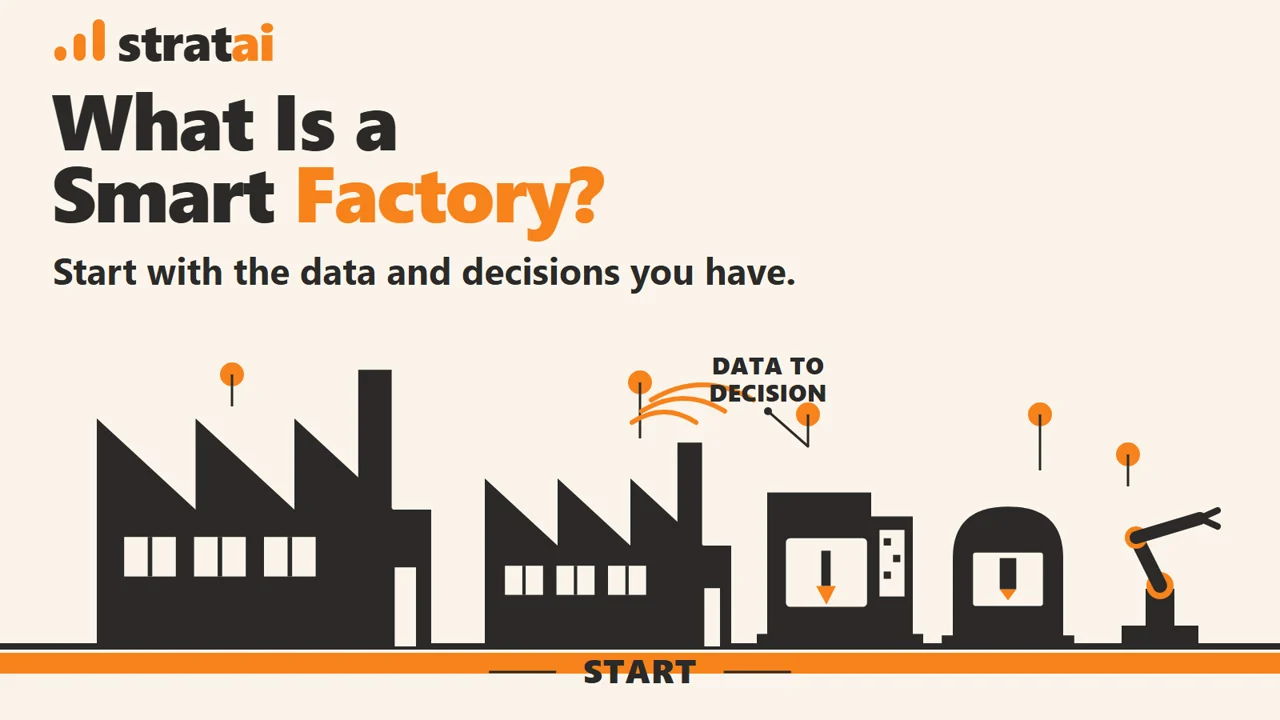 stratai
What Is a
Smart Factory?
Start with the data and decisions you have.
DATA TO
DECISION
START